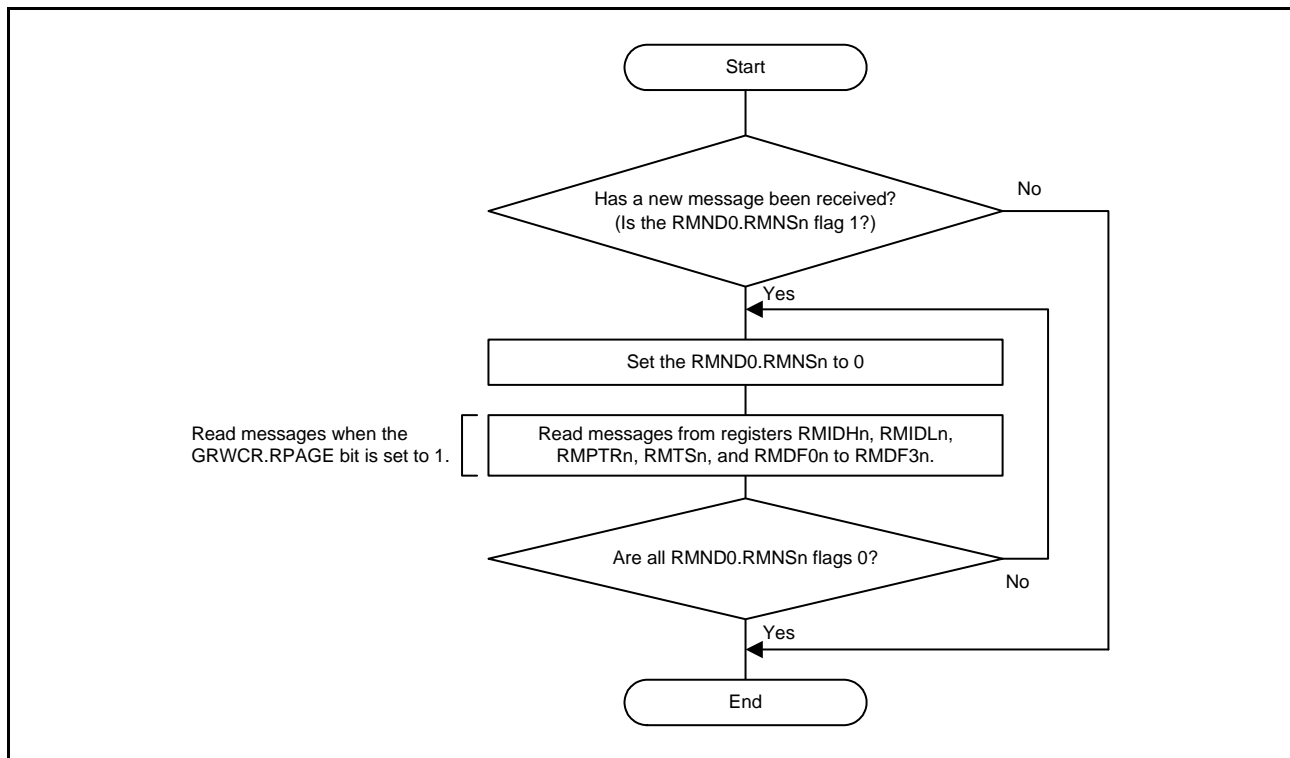 Start
Has a new message been received?
(Is the RMND0.RMNSn flag 1?)
No
Yes
Set the RMND0.RMNSn to 0
Read messages when the
GRWCR.RPAGE bit is set to 1.
Read messages from registers RMIDHn, RMIDLn,
RMPTRn, RMTSn, and RMDF0n to RMDF3n.
Are all RMND0.RMNSn flags 0?
No
Yes
End